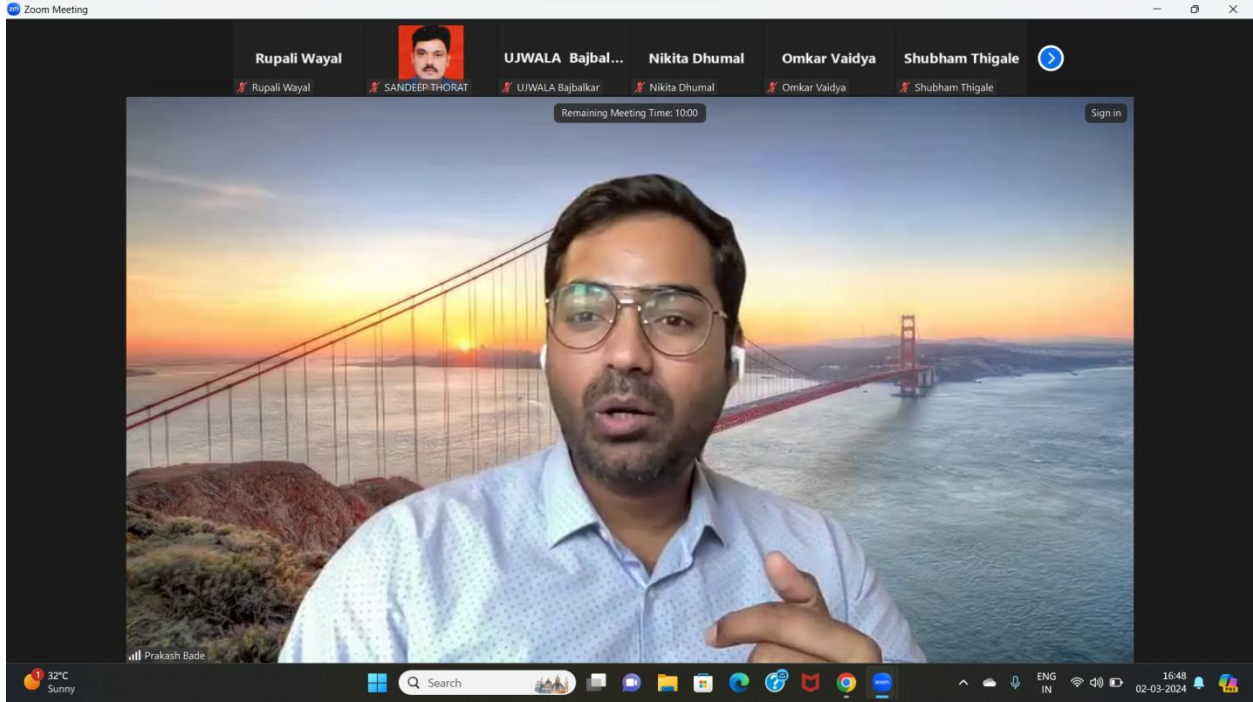 Zoom Meeting
Rupali Wayal
UJWALA Bajbal...
Nikita Dhumal
Omkar Vaidya
Shubham Thigale
Rupali Wayal
SANDEEP THORAT
UJWALA Bajbalkar
Nikita Dhumal
Omkar Vaidya
Shubham Thigale
Remaining Meeting Time: 10:00
Sign in
Prakash Bade
1
32°C
Sunny
Search
zoom
ENG
IN
16:48
02-03-2024